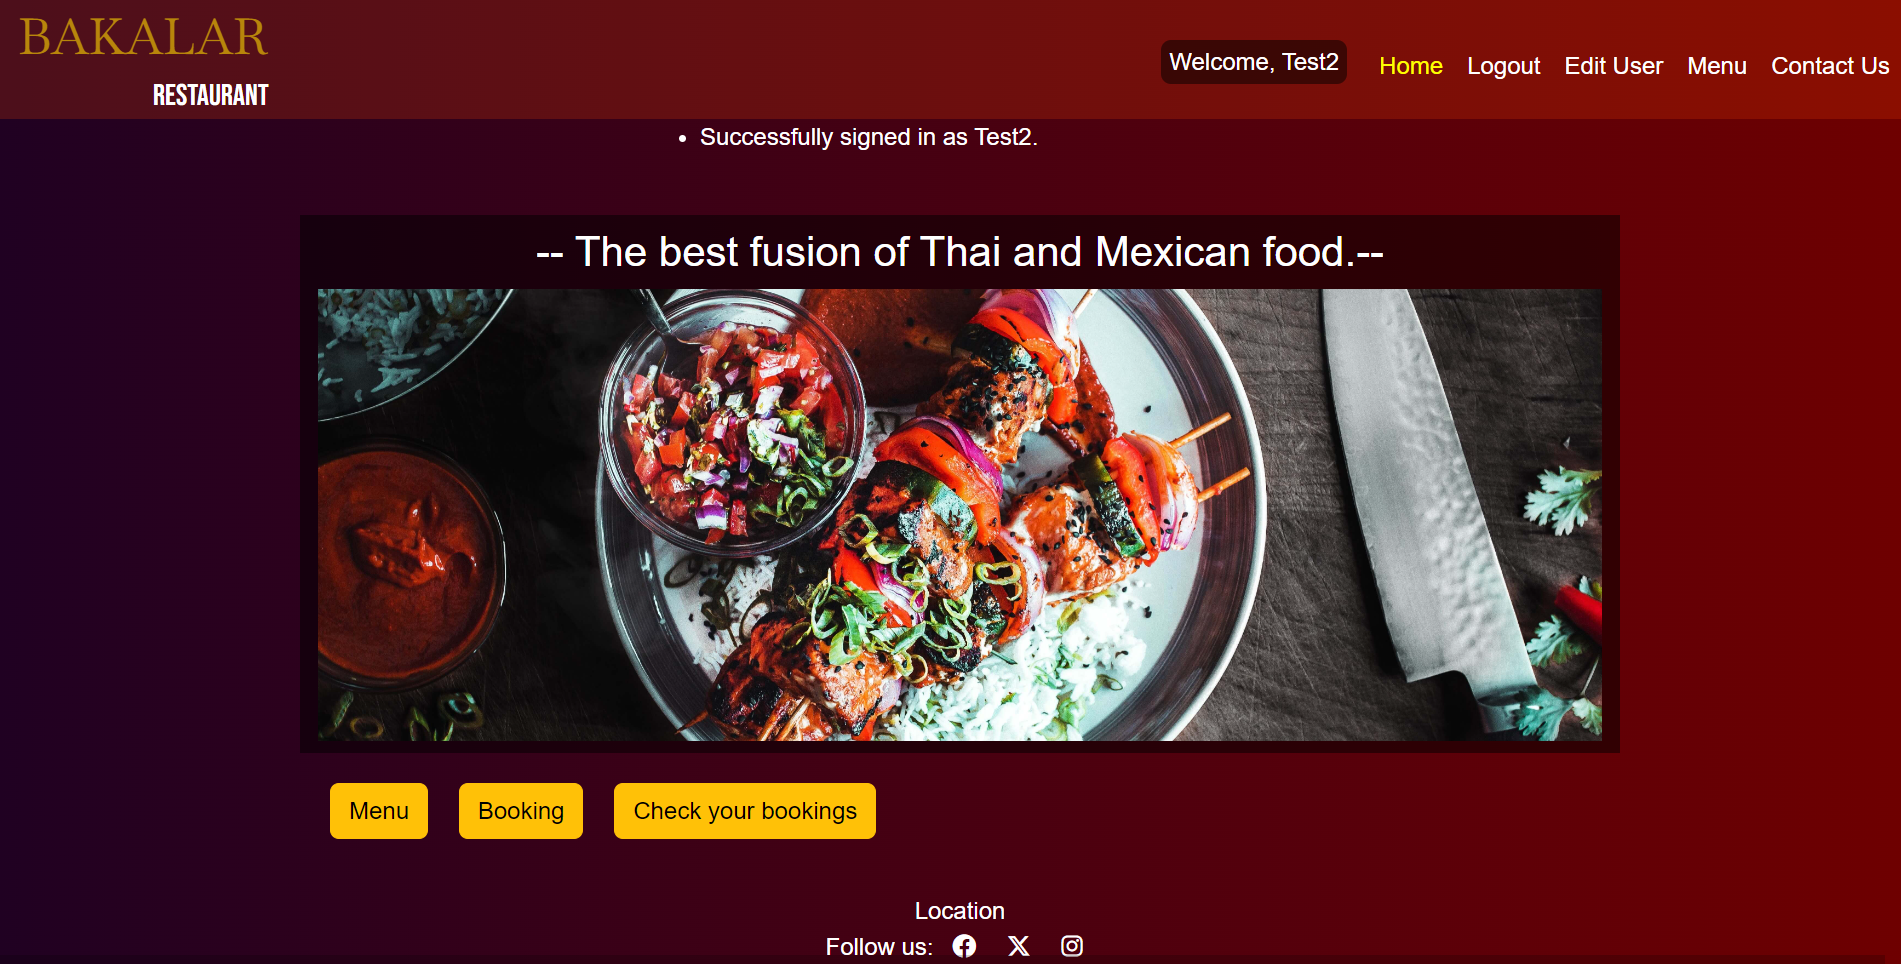 BAKALAR
RESTAURANT
Welcome, Test2
Home
Logout
Edit User
Menu
Contact Us
Successfully signed in as Test2.
-- The best fusion of Thai and Mexican food.--
Menu
Booking
Check your bookings
Location
Follow us: